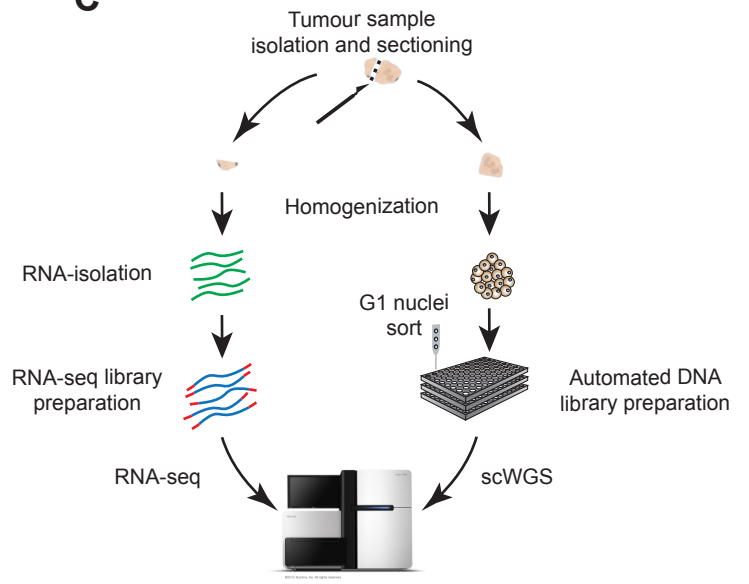 C
Tumour sample
isolation and sectioning
Homogenization
RNA-isolation
G1 nuclei
sort
RNA-seq library
preparation
Automated DNA
library preparation
RNA-seq
scWGS